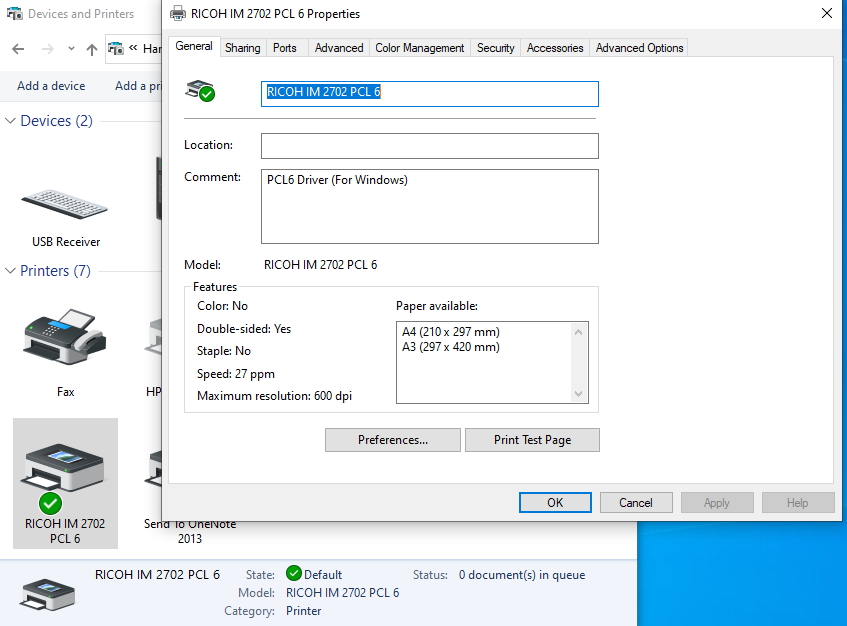 Devices and Printers
RICOH IM 2702 PCL 6 Properties
« Har
General Sharing Ports Advanced Color Management Security Accessories Advanced Options
Add a device Add a pri
RICOH IM 2702 PCL 6
Devices (2)
Location:
Comment: PCL6 Driver (For Windows)
USB Receiver
Model: RICOH IM 2702 PCL 6
Printers (7)
Features
Color: No
Double-sided: Yes
Staple: No
Speed: 27 ppm
Maximum resolution: 600 dpi
Paper available:
A4 (210 x 297 mm)
A3 (297 x 420 mm)
Fax
HP
Preferences...
Print Test Page
OK Cancel Apply Help
RICOH IM 2702
PCL 6
Send To OneNote
2013
RICOH IM 2702 PCL 6
State: Default
Status: 0 document(s) in queue
Model: RICOH IM 2702 PCL 6
Category: Printer